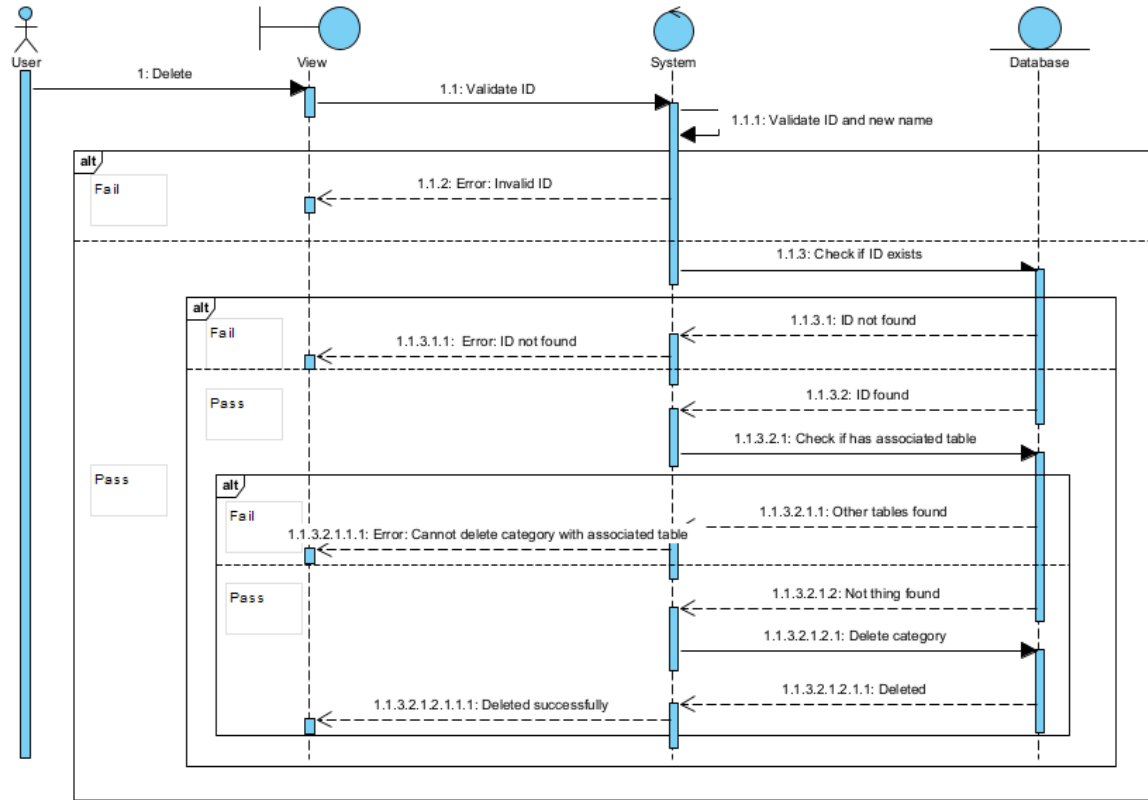 User
View
System
Database
1: Delete
1.1: Validate ID
1.1.1: Validate ID and new name
alt
Fail
1.1.2: Error: Invalid ID
1.1.3: Check if ID exists
alt
Fail
1.1.3.1: ID not found
1.1.3.1.1: Error: ID not found
Pass
1.1.3.2: ID found
1.1.3.2.1: Check if has associated table
Pass
alt
Fail
1.1.3.2.1.1: Other tables found
1.1.3.2.1.1.1: Error: Cannot delete category with associated table
Pass
1.1.3.2.1.2: Not thing found
1.1.3.2.1.2.1: Delete category
1.1.3.2.1.2.1.1: Deleted
1.1.3.2.1.2.1.1.1: Deleted successfully